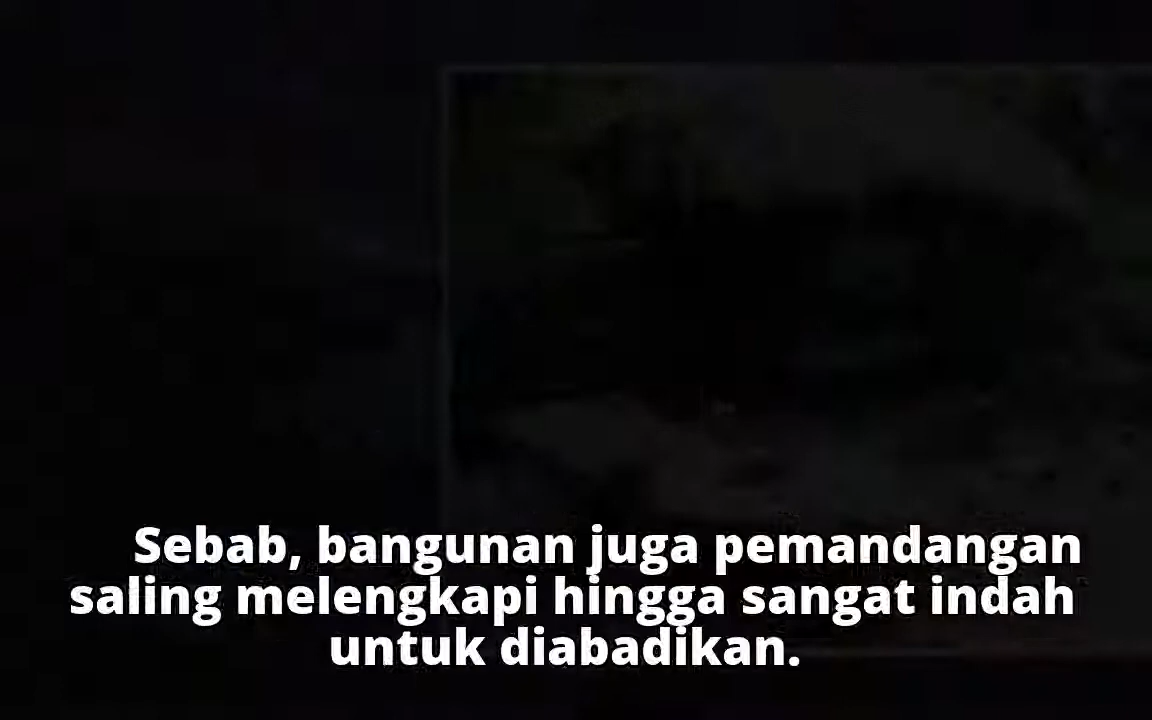 Sebab, bangunan juga pemandangan
saling melengkapi hingga sangat indah
untuk diabadikan.